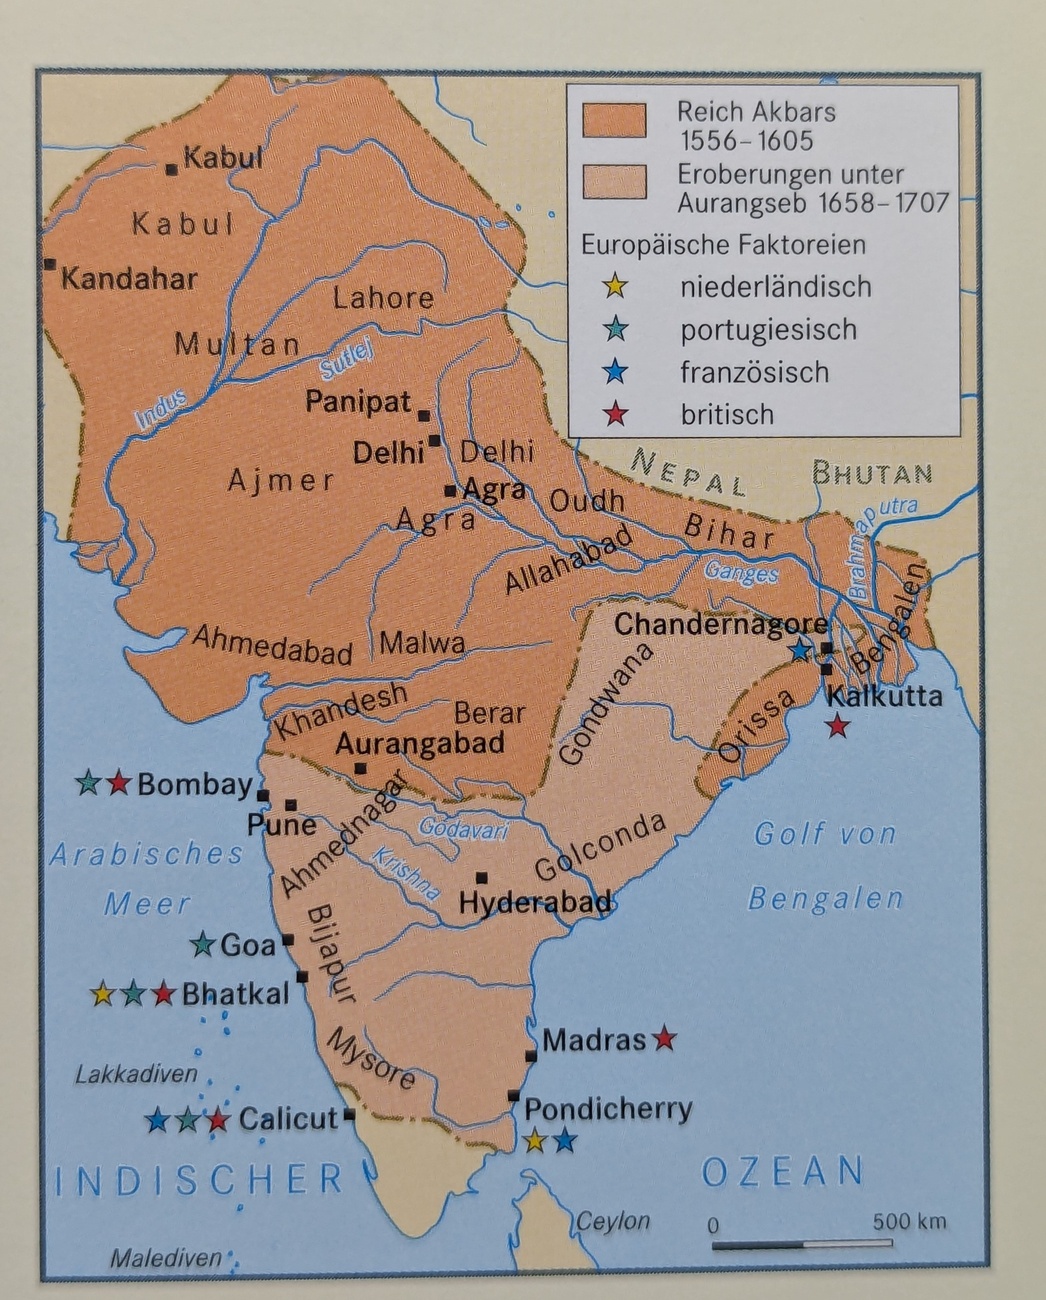 Reich Akbars
1556–1605
Eroberungen unter
Aurangseb 1658–1707
Europäische Faktoreien
niederländisch
portugiesisch
französisch
britisch
Kabul
Kabul
Kandahar
Lahore
Multan
Sutlej
Indus
Panipat
Delhi
Delhi
NEPAL
BHUTAN
Ajmer
Agra
Agra
Oudh
Brahmaputra
Bihar
Allahabad
Ganges
Bengalen
Chandernagore
Ahmedabad
Malwa
Gondwana
Kalkutta
Khandesh
Berar
Orissa
Aurangabad
Bombay
Pune
Ahmednagar
Godavari
Golconda
Golf von
Bengalen
Arabisches
Meer
Krishna
Hyderabad
Bijapur
Goa
Bhatkal
Mysore
Madras
Lakkadiven
Calicut
Pondicherry
INDISCHER
OZEAN
Ceylon
0 500 km
Malediven